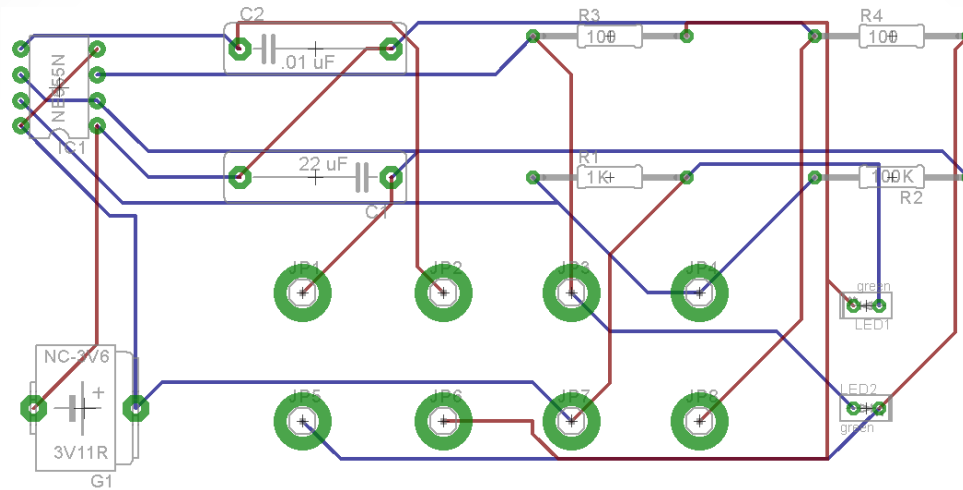 C2
R3
R4
.01 uF
100
100
NE555N
IC1
22 uF
C1
R1
1K
100K
R2
JP1
JP2
JP3
JP4
green
LED1
NC-3V6
+
3V11R
G1
JP5
JP6
JP7
JP8
LED2
green